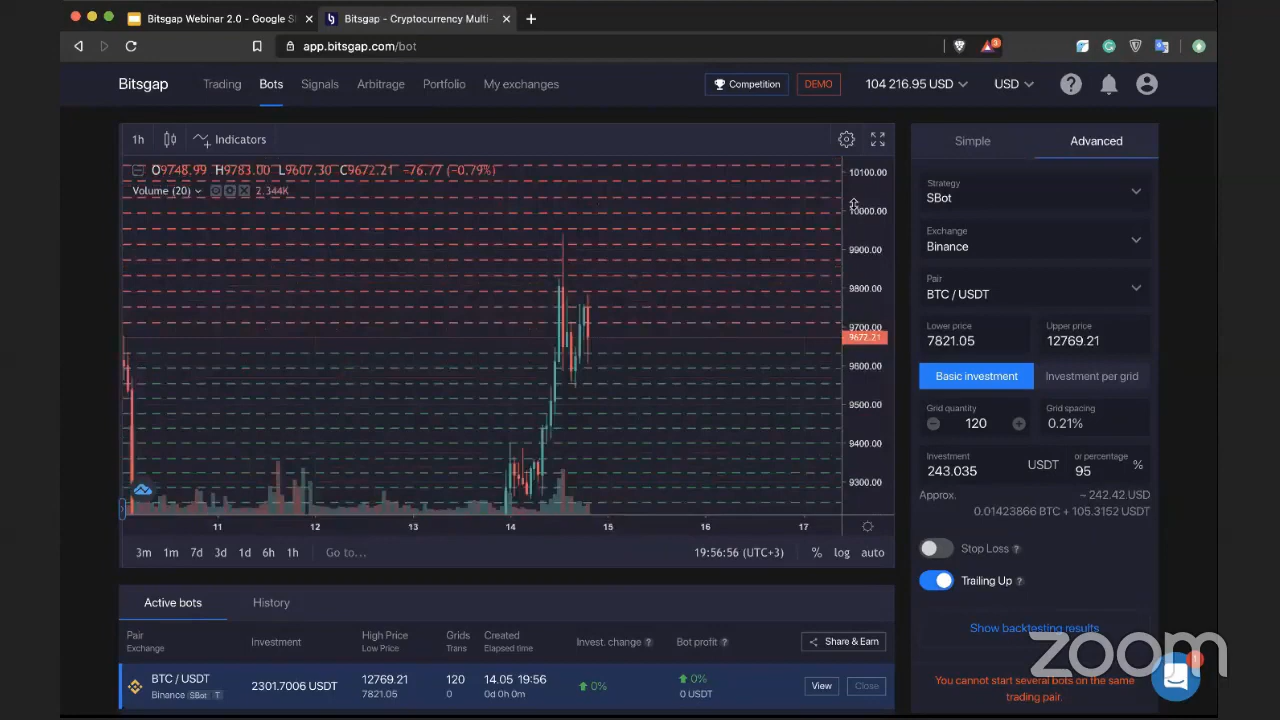 Bitsgap Webinar 2.0 - Google Sl
Bitsgap - Cryptocurrency Multi-
app.bitsgap.com/bot
3
Bitsgap
Trading
Bots
Signals
Arbitrage
Portfolio
My exchanges
Competition
DEMO
104 216.95 USD
USD
1h
Indicators
O9748.99 H9783.00 L9607.30 C9672.21 -76.77 (-0.79%)
Volume (20) 2.344K
10100.00
10000.00
9900.00
9800.00
9700.00
9672.21
9600.00
9500.00
9400.00
9300.00
11 12 13 14 15 16 17
3m 1m 7d 3d 1d 6h 1h Go to...
19:56:56 (UTC+3) % log auto
Simple
Advanced
Strategy
SBot
Exchange
Binance
Pair
BTC / USDT
Lower price
7821.05
Upper price
12769.21
Basic investment
Investment per grid
Grid quantity
120
Grid spacing
0.21%
Investment
243.035 USDT
or percentage
95 %
Approx. ~ 242.42 USD
0.01423866 BTC + 105.3152 USDT
Stop Loss ?
Trailing Up ?
Show backtesting results
You cannot start several bots on the same
trading pair.
1
Active bots
History
Pair
Exchange
Investment
High Price
Low Price
Grids
Trans
Created
Elapsed time
Invest. change ?
Bot profit ?
Share & Earn
BTC / USDT
Binance SBot T
2301.7006 USDT
12769.21
7821.05
120
0
14.05 19:56
0d 0h 0m
0%
0%
0 USDT
View
Close
zoom